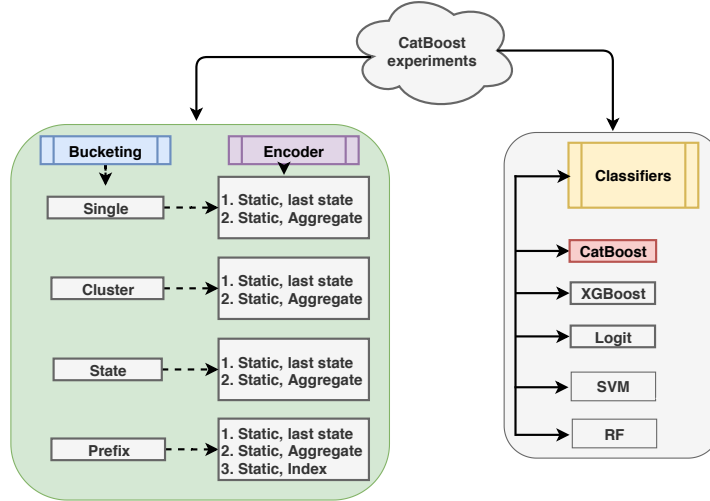 CatBoost
experiments
Bucketing
Encoder
Single
1. Static, last state
2. Static, Aggregate
Cluster
1. Static, last state
2. Static, Aggregate
State
1. Static, last state
2. Static, Aggregate
Prefix
1. Static, last state
2. Static, Aggregate
3. Static, Index
Classifiers
CatBoost
XGBoost
Logit
SVM
RF